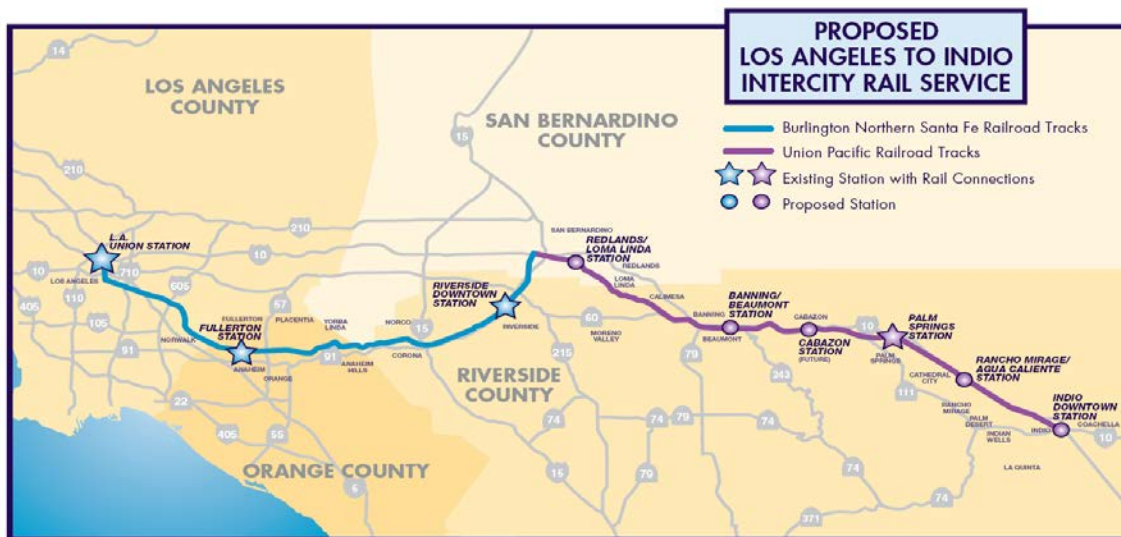 PROPOSED
LOS ANGELES TO INDIO
INTERCITY RAIL SERVICE
Burlington Northern Santa Fe Railroad Tracks
Union Pacific Railroad Tracks
Existing Station with Rail Connections
Proposed Station
14
LOS ANGELES
COUNTY
SAN BERNARDINO
COUNTY
15
210
210
L.A.
UNION STATION
10
10
710
LOS ANGELES
605
405
110
105
57
91
NORWALK
FULLERTON
PLACENTIA
YORBA
LINDA
FULLERTON
STATION
ANAHEIM
ORANGE
91
ANAHEIM
HILLS
22
405
55
5
ORANGE COUNTY
NORCO
15
CORONA
RIVERSIDE
DOWNTOWN
STATION
RIVERSIDE
SAN BERNARDINO
REDLANDS/
LOMA LINDA
STATION
REDLANDS
LOMA
LINDA
CALIMESA
60
MORENO
VALLEY
215
RIVERSIDE
COUNTY
BANNING/
BEAUMONT
STATION
BANNING
BEAUMONT
79
CABAZON
CABAZON
STATION
(FUTURE)
243
10
PALM
SPRINGS
STATION
PALM
SPRINGS
CATHEDRAL
CITY
111
RANCHO MIRAGE/
AGUA CALIENTE
STATION
RANCHO
MIRAGE
PALM
DESERT
INDIAN
WELLS
INDIO
DOWNTOWN
STATION
INDIO
COACHELLA
10
LA QUINTA
74
74
79
74
74
74
15
79
371